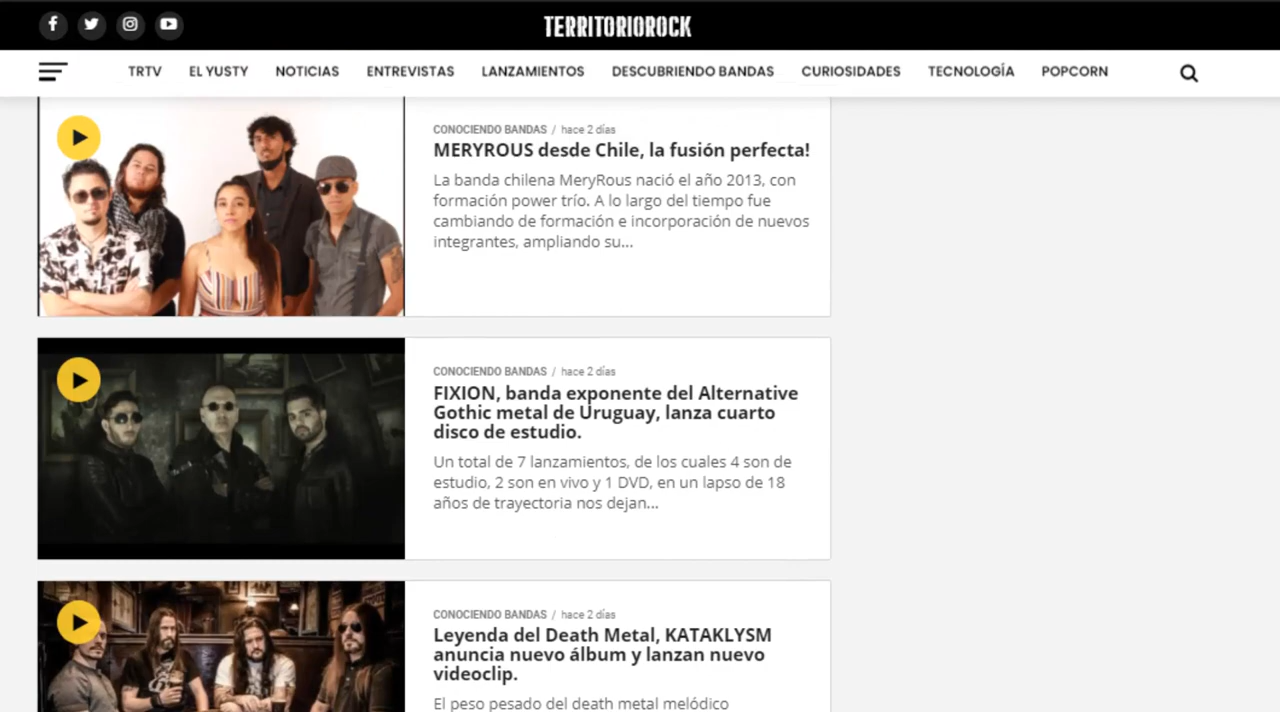 TERRITORIOROCK
TRTV EL YUSTY NOTICIAS ENTREVISTAS LANZAMIENTOS DESCUBRIENDO BANDAS CURIOSIDADES TECNOLOGÍA POPCORN
CONOCIENDO BANDAS / hace 2 días
MERYROUS desde Chile, la fusión perfecta!
La banda chilena MeryRous nació el año 2013, con
formación power trío. A lo largo del tiempo fue
cambiando de formación e incorporación de nuevos
integrantes, ampliando su...
CONOCIENDO BANDAS / hace 2 días
FIXION, banda exponente del Alternative
Gothic metal de Uruguay, lanza cuarto
disco de estudio.
Un total de 7 lanzamientos, de los cuales 4 son de
estudio, 2 son en vivo y 1 DVD, en un lapso de 18
años de trayectoria nos dejan...
CONOCIENDO BANDAS / hace 2 días
Leyenda del Death Metal, KATAKLYSM
anuncia nuevo álbum y lanzan nuevo
videoclip.
El peso pesado del death metal melódico